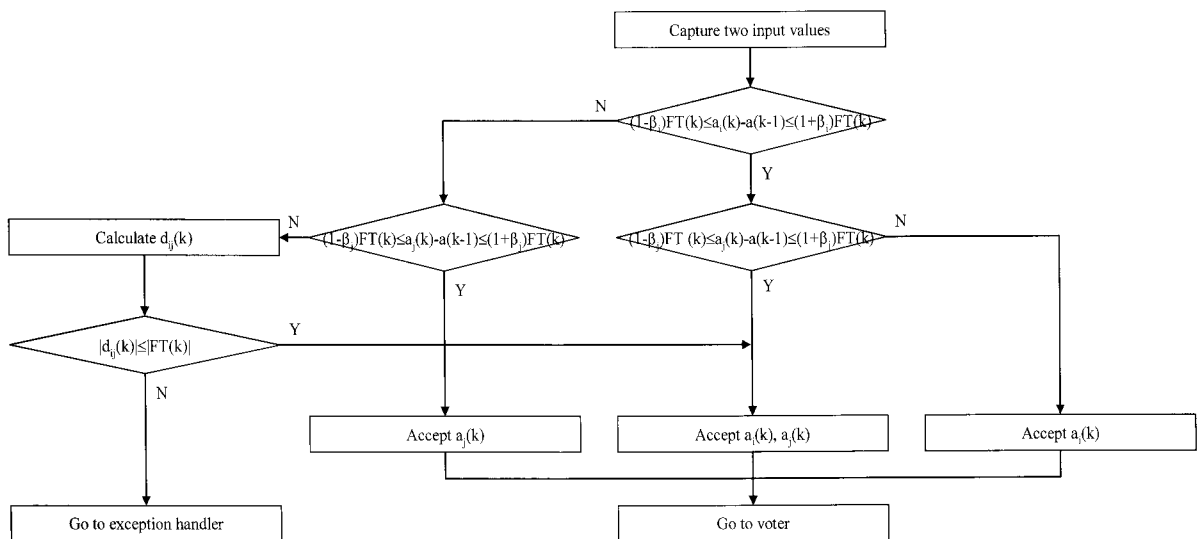 Capture two input values
N
(1-βᵢ)FT(k)≤aᵢ(k)-a(k-1)≤(1+βᵢ)FT(k)
Y
N
Calculate dᵢⱼ(k)
(1-βⱼ)FT(k)≤aⱼ(k)-a(k-1)≤(1+βⱼ)FT(k)
(1-βⱼ)FT (k)≤aⱼ(k)-a(k-1)≤(1+βⱼ)FT(k)
N
Y
Y
|dᵢⱼ(k)|≤|FT(k)|
Y
N
Accept aⱼ(k)
Accept aᵢ(k), aⱼ(k)
Accept aᵢ(k)
Go to exception handler
Go to voter